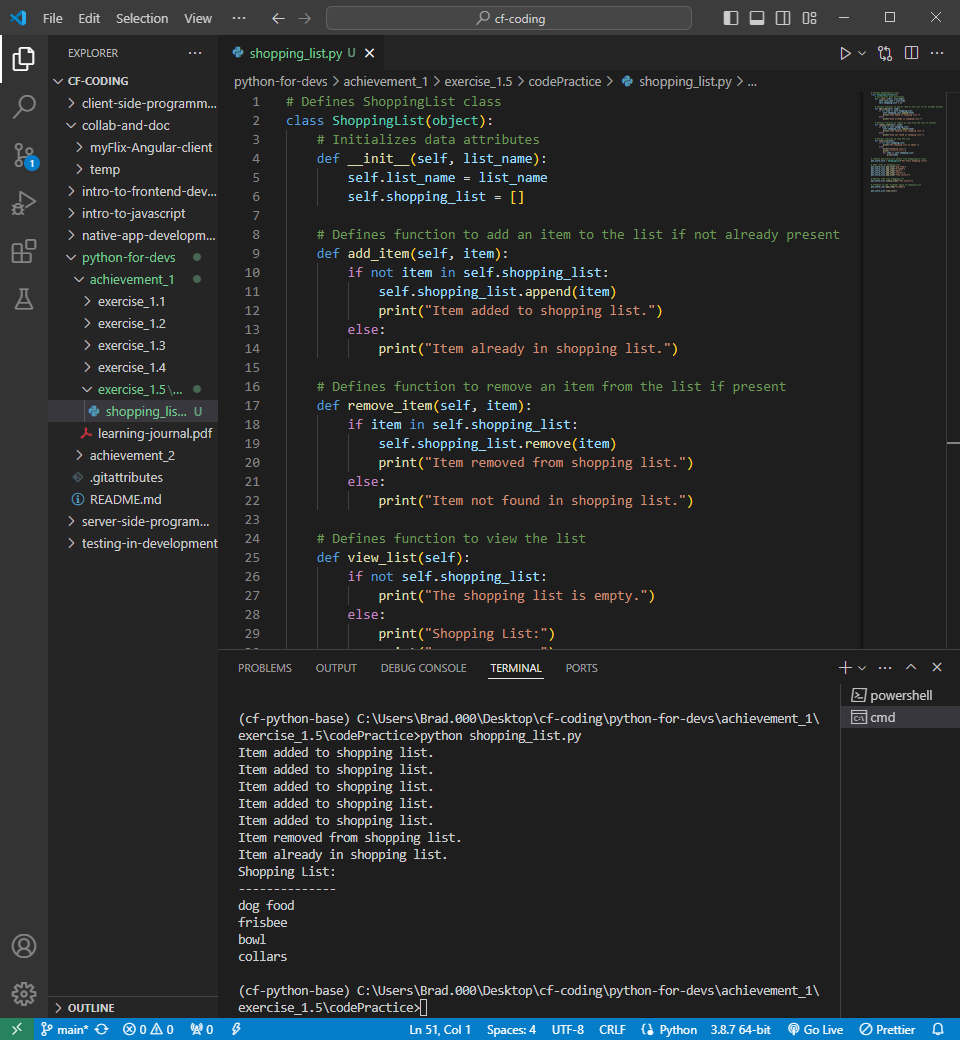 File Edit Selection View ··· cf-coding
EXPLORER ···
CF-CODING
client-side-programm...
collab-and-doc
myFlix-Angular-client
temp
intro-to-frontend-dev...
intro-to-javascript
native-app-developm...
python-for-devs
achievement_1
exercise_1.1
exercise_1.2
exercise_1.3
exercise_1.4
exercise_1.5\...
shopping_lis... U
learning-journal.pdf
achievement_2
.gitattributes
README.md
server-side-program...
testing-in-development
OUTLINE
1
shopping_list.py U
python-for-devs > achievement_1 > exercise_1.5 > codePractice > shopping_list.py > ...
1 # Defines ShoppingList class
2 class ShoppingList(object):
3 # Initializes data attributes
4 def __init__(self, list_name):
5 self.list_name = list_name
6 self.shopping_list = []
7
8 # Defines function to add an item to the list if not already present
9 def add_item(self, item):
10 if not item in self.shopping_list:
11 self.shopping_list.append(item)
12 print("Item added to shopping list.")
13 else:
14 print("Item already in shopping list.")
15
16 # Defines function to remove an item from the list if present
17 def remove_item(self, item):
18 if item in self.shopping_list:
19 self.shopping_list.remove(item)
20 print("Item removed from shopping list.")
21 else:
22 print("Item not found in shopping list.")
23
24 # Defines function to view the list
25 def view_list(self):
26 if not self.shopping_list:
27 print("The shopping list is empty.")
28 else:
29 print("Shopping List:")
PROBLEMS OUTPUT DEBUG CONSOLE TERMINAL PORTS
powershell
cmd
(cf-python-base) C:\Users\Brad.000\Desktop\cf-coding\python-for-devs\achievement_1\
exercise_1.5\codePractice>python shopping_list.py
Item added to shopping list.
Item added to shopping list.
Item added to shopping list.
Item added to shopping list.
Item added to shopping list.
Item removed from shopping list.
Item already in shopping list.
Shopping List:
--------------
dog food
frisbee
bowl
collars
(cf-python-base) C:\Users\Brad.000\Desktop\cf-coding\python-for-devs\achievement_1\
exercise_1.5\codePractice>
main* 0 0 0 Ln 51, Col 1 Spaces: 4 UTF-8 CRLF Python 3.8.7 64-bit Go Live Prettier